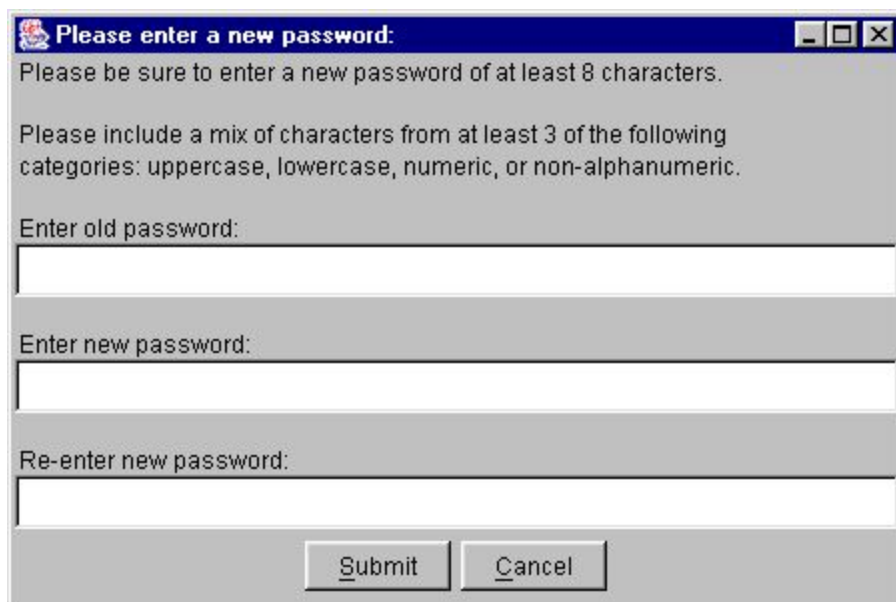 Please enter a new password:
Please be sure to enter a new password of at least 8 characters.
Please include a mix of characters from at least 3 of the following
categories: uppercase, lowercase, numeric, or non-alphanumeric.
Enter old password:
Enter new password:
Re-enter new password:
Submit Cancel